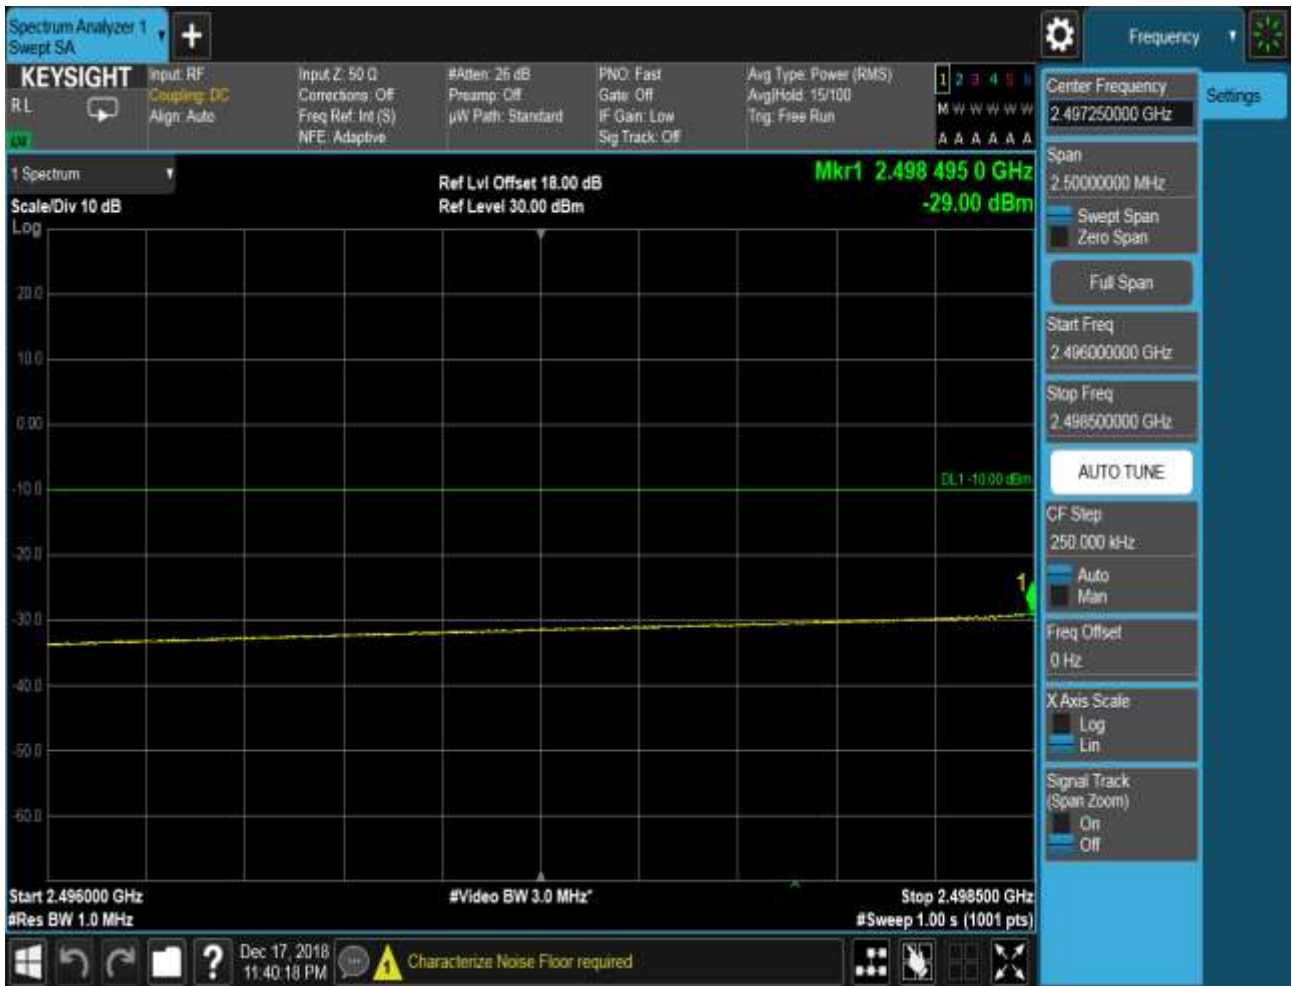 Spectrum Analyzer 1
Swept SA
Frequency
KEYSIGHT
R L
Input: RF
Coupling: DC
Align: Auto
Input Z: 50 Ω
Corrections: Off
Freq Ref: Int (S)
NFE: Adaptive
#Atten: 26 dB
Preamp: Off
µW Path: Standard
PNO: Fast
Gate: Off
IF Gain: Low
Sig Track: Off
Avg Type: Power (RMS)
Avg|Hold: 15/100
Trig: Free Run
1 2 3 4 5 6
M W W W W W
A A A A A A
1 Spectrum
Scale/Div 10 dB
Log
Ref Lvl Offset 18.00 dB
Ref Level 30.00 dBm
Mkr1 2.498 495 0 GHz
-29.00 dBm
20.0
10.0
0.00
-10.0
-20.0
-30.0
-40.0
-50.0
-60.0
DL1 -10.00 dBm
1
Start 2.496000 GHz
#Res BW 1.0 MHz
#Video BW 3.0 MHz*
Stop 2.498500 GHz
#Sweep 1.00 s (1001 pts)
Center Frequency
2.497250000 GHz
Settings
Span
2.50000000 MHz
Swept Span
Zero Span
Full Span
Start Freq
2.496000000 GHz
Stop Freq
2.498500000 GHz
AUTO TUNE
CF Step
250.000 kHz
Auto
Man
Freq Offset
0 Hz
X Axis Scale
Log
Lin
Signal Track
(Span Zoom)
On
Off
?
Dec 17, 2018
11:40:18 PM
1
Characterize Noise Floor required